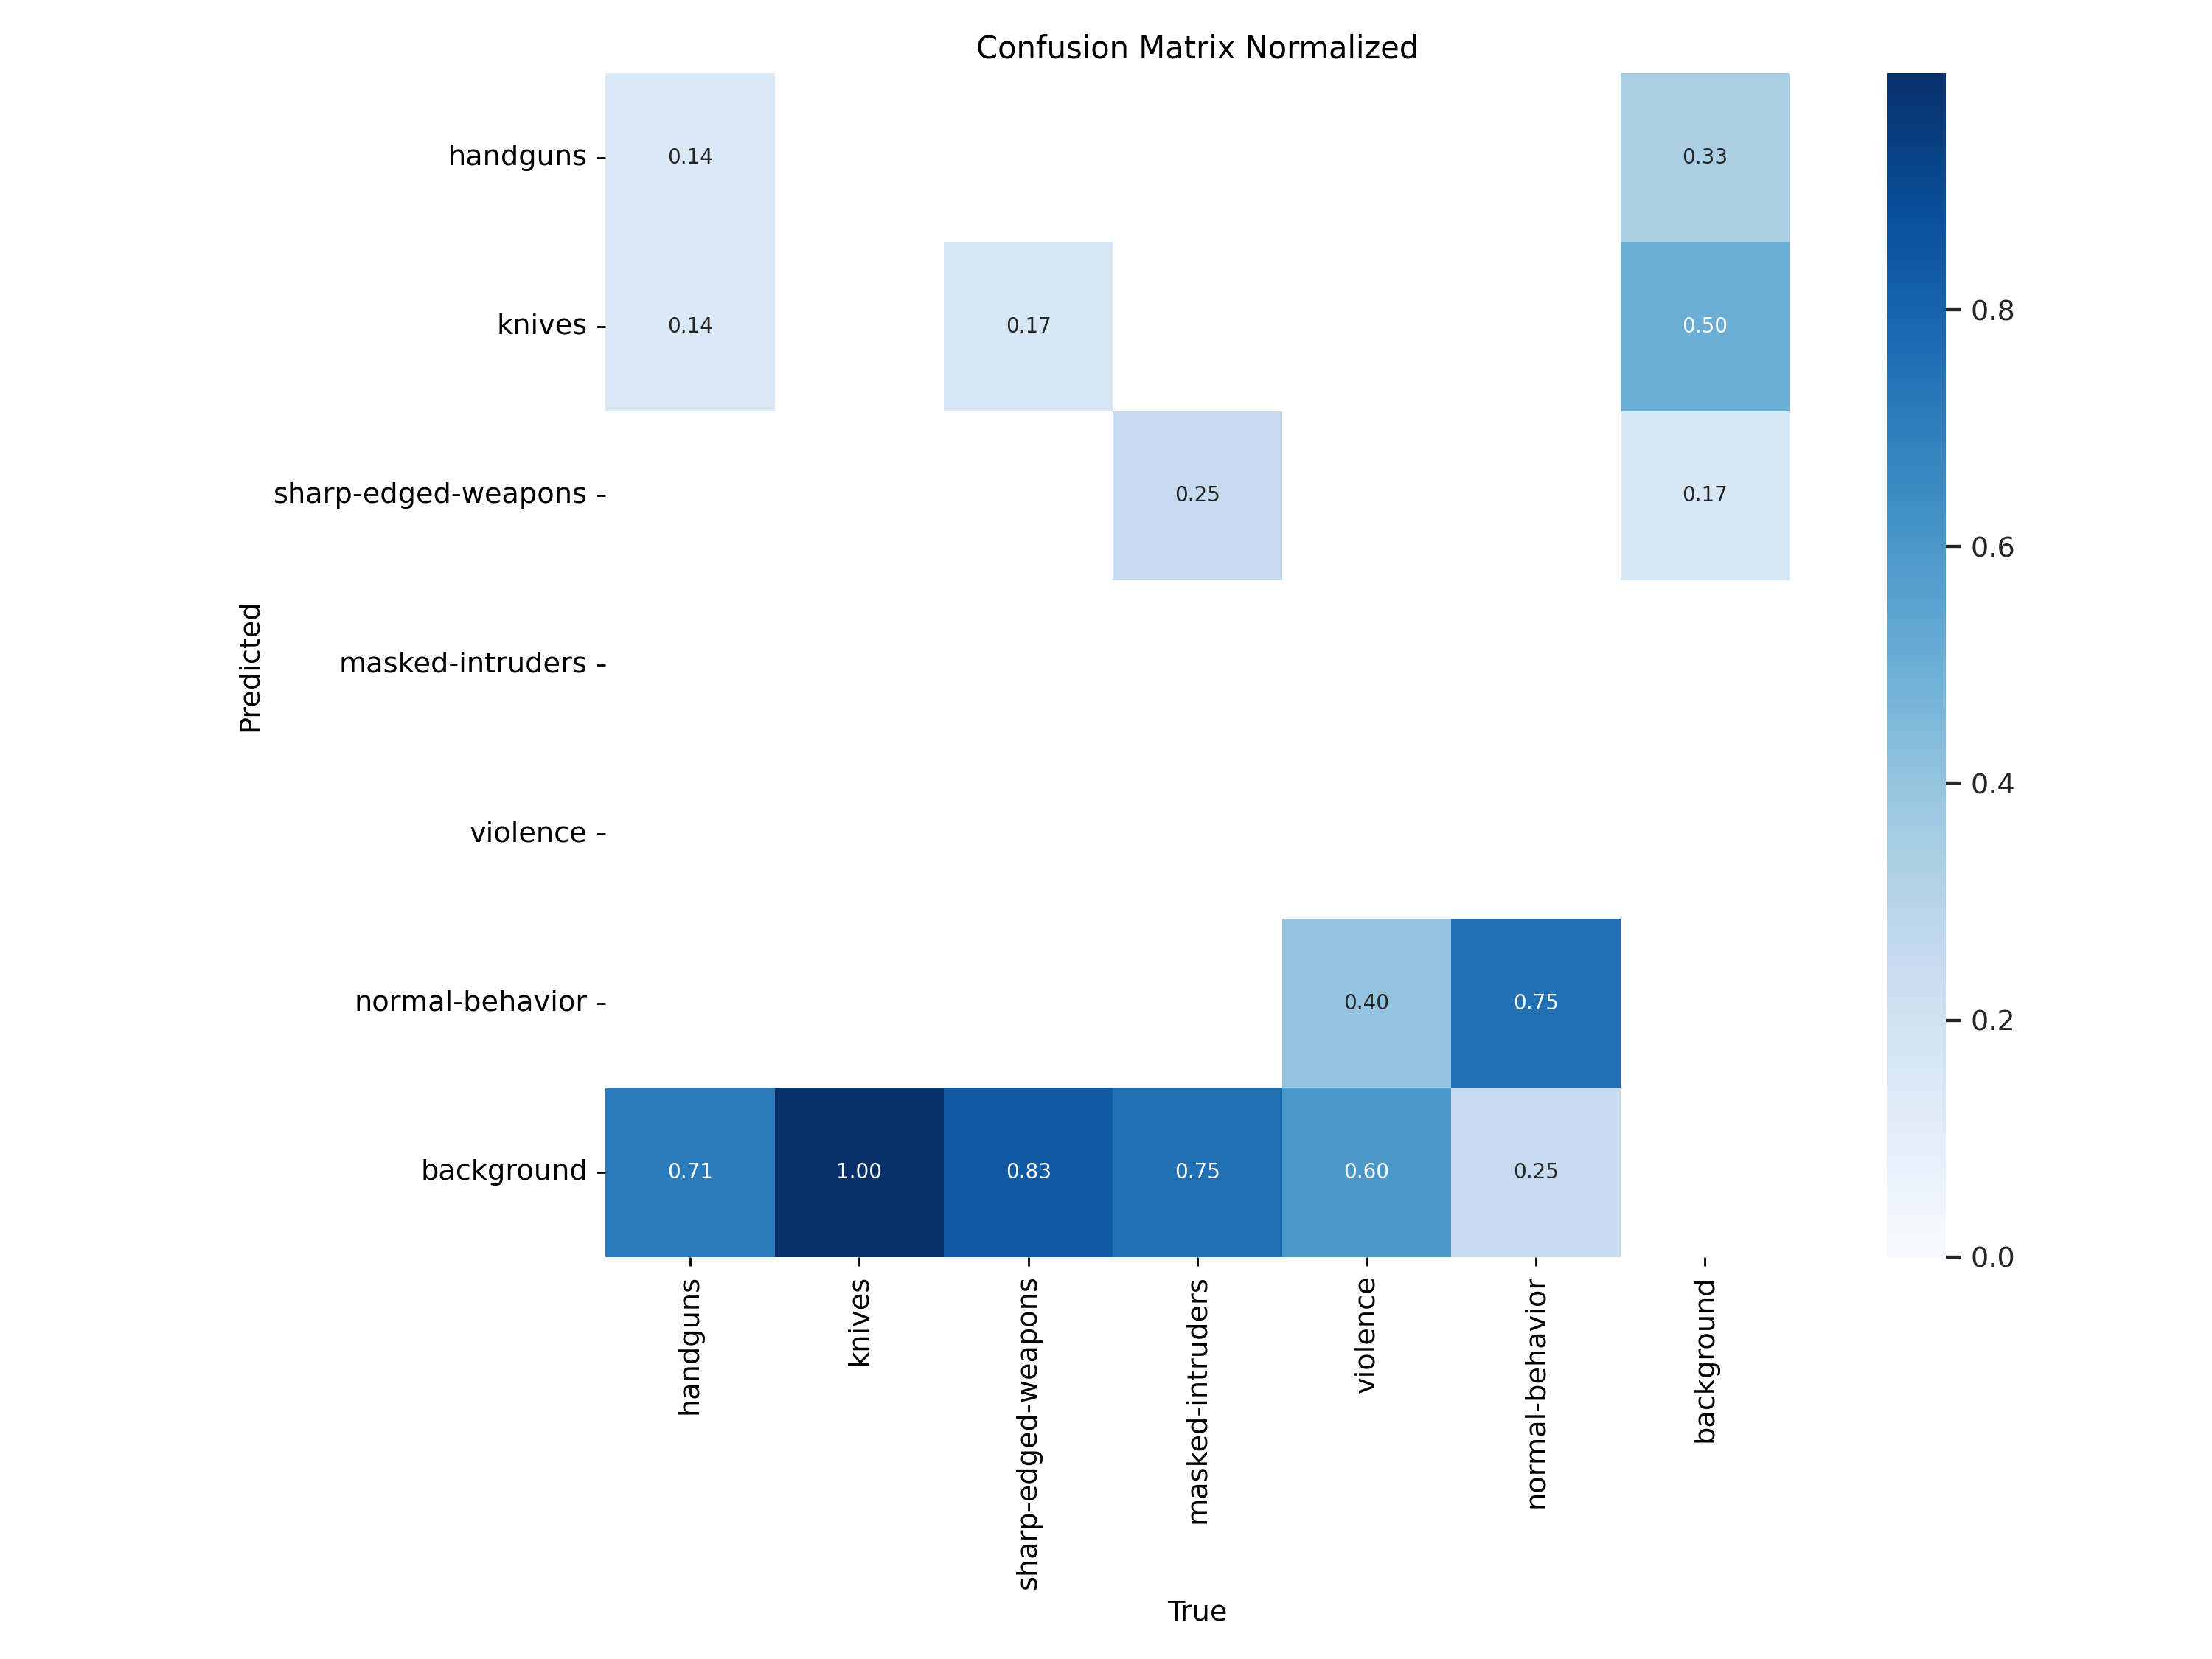 Confusion Matrix Normalized
handguns
0.14
0.33
knives
0.14
0.17
0.50
sharp-edged-weapons
0.25
0.17
masked-intruders
violence
normal-behavior
0.40
0.75
background
0.71
1.00
0.83
0.75
0.60
0.25
Predicted
handguns
knives
sharp-edged-weapons
masked-intruders
violence
normal-behavior
background
True
0.8
0.6
0.4
0.2
0.0